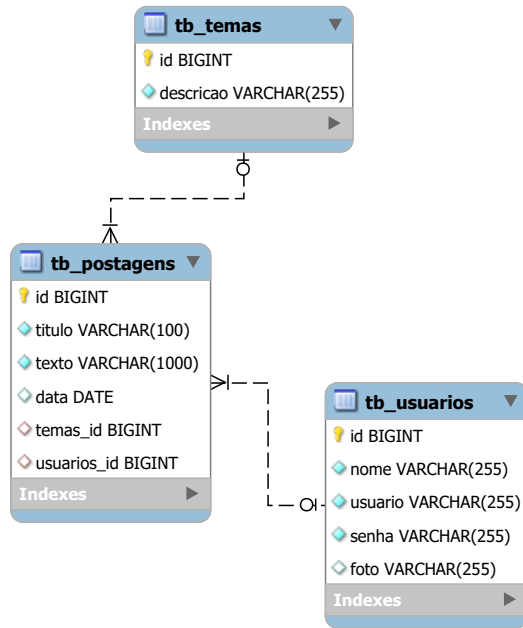 tb_temas
id BIGINT
descricao VARCHAR(255)
Indexes
tb_postagens
id BIGINT
titulo VARCHAR(100)
texto VARCHAR(1000)
data DATE
temas_id BIGINT
usuarios_id BIGINT
Indexes
tb_usuarios
id BIGINT
nome VARCHAR(255)
usuario VARCHAR(255)
senha VARCHAR(255)
foto VARCHAR(255)
Indexes